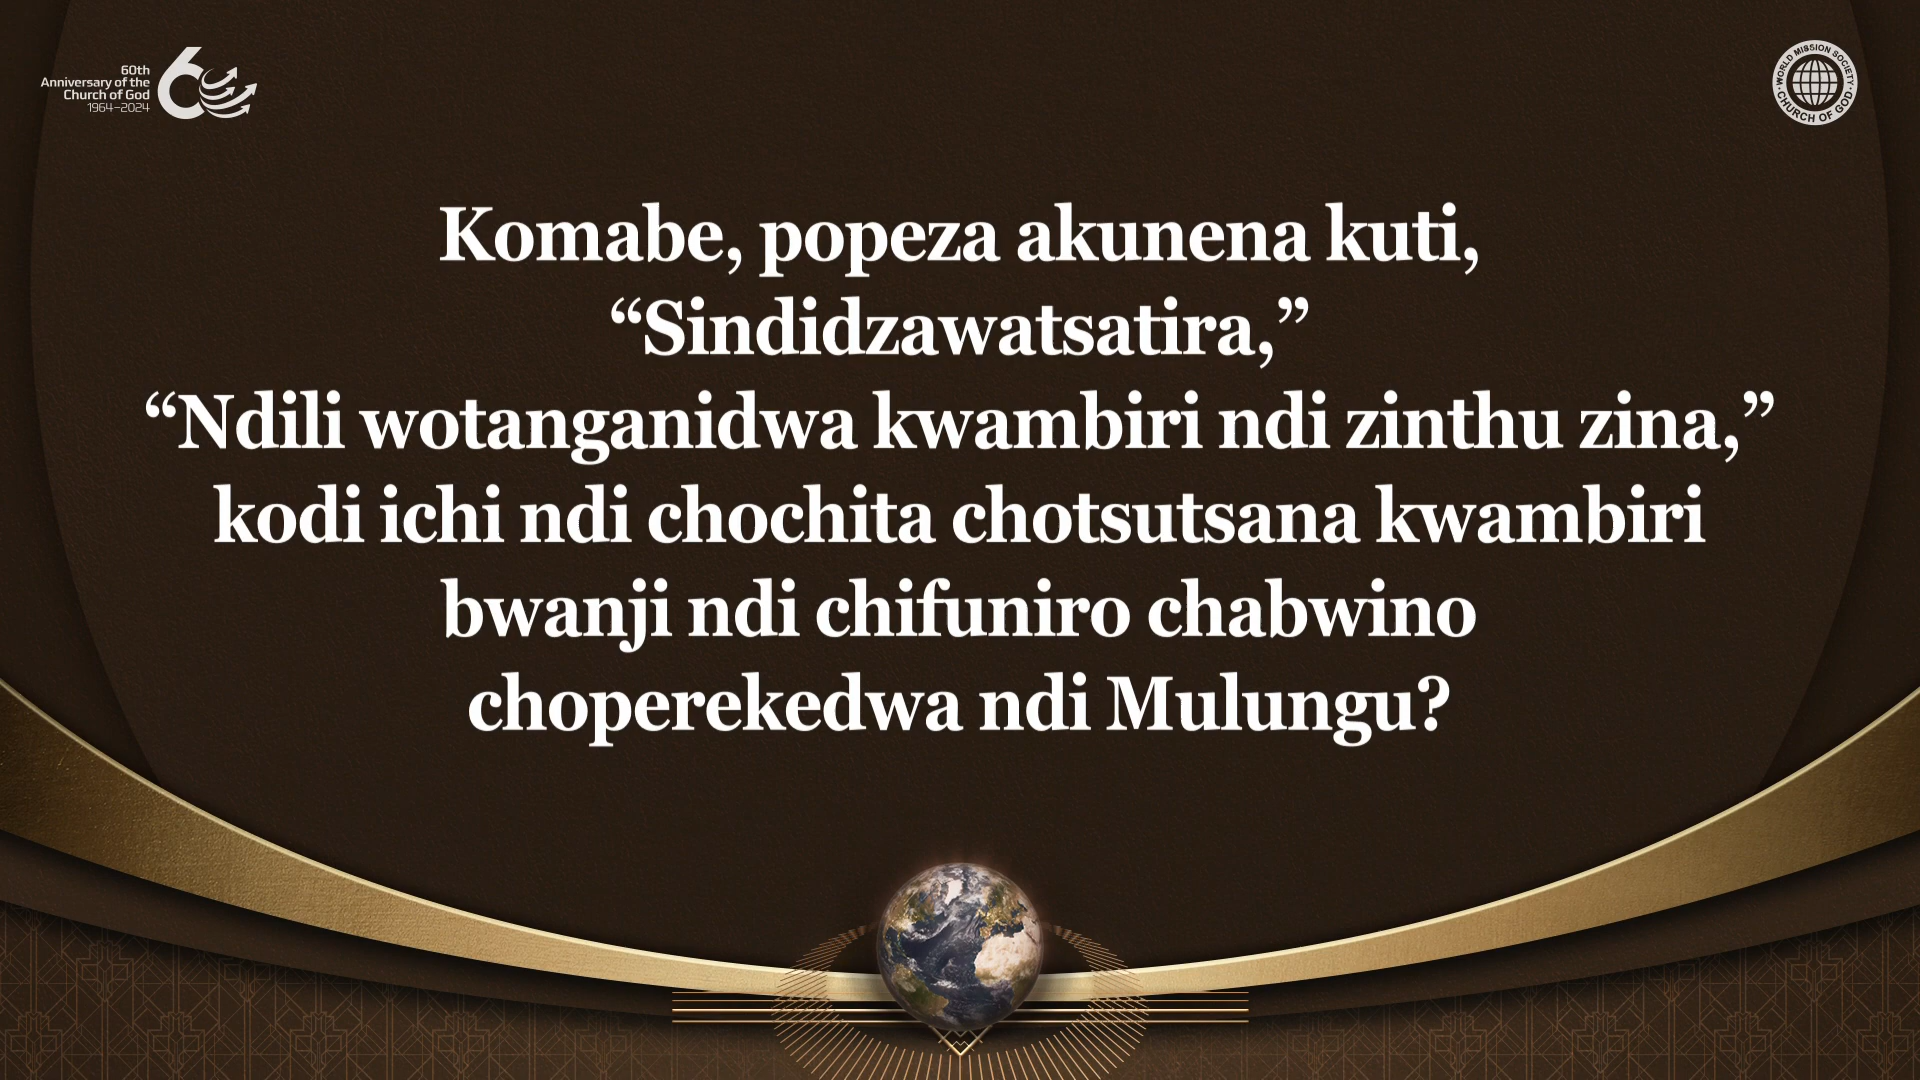 60th
Anniversary of the
Church of God
1964–2024
WORLD MISSION SOCIETY
CHURCH OF GOD
Komabe, popeza akunena kuti,
“Sindidzawatsatira,”
“Ndili wotanganidwa kwambiri ndi zinthu zina,”
kodi ichi ndi chochita chotsutsana kwambiri
bwanji ndi chifuniro chabwino
choperekedwa ndi Mulungu?